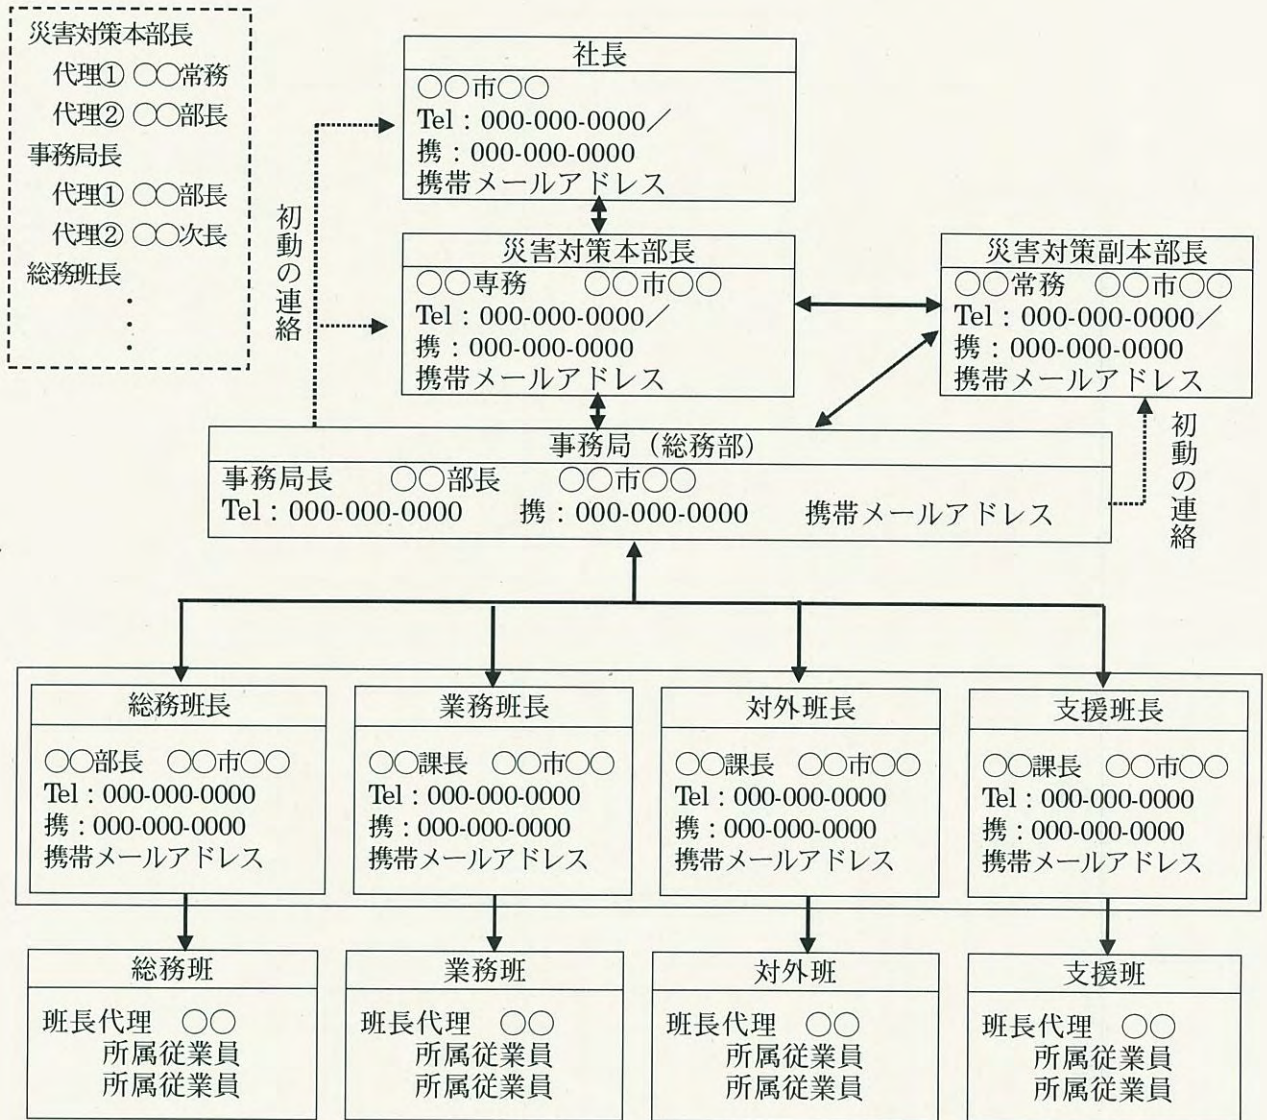 災害対策本部長
代理① ○○常務
代理② ○○部長
事務局長
代理① ○○部長
代理② ○○次長
総務班長
・
・
・
社長
○○市○○
Tel：000-000-0000／
携：000-000-0000
携帯メールアドレス
初動の連絡
災害対策本部長
○○専務　○○市○○
Tel：000-000-0000／
携：000-000-0000
携帯メールアドレス
災害対策副本部長
○○常務　○○市○○
Tel：000-000-0000／
携：000-000-0000
携帯メールアドレス
初動の連絡
事務局（総務部）
事務局長　○○部長　○○市○○
Tel：000-000-0000　携：000-000-0000　携帯メールアドレス
総務班長
○○部長　○○市○○
Tel：000-000-0000
携：000-000-0000
携帯メールアドレス
業務班長
○○課長　○○市○○
Tel：000-000-0000
携：000-000-0000
携帯メールアドレス
対外班長
○○課長　○○市○○
Tel：000-000-0000
携：000-000-0000
携帯メールアドレス
支援班長
○○課長　○○市○○
Tel：000-000-0000
携：000-000-0000
携帯メールアドレス
総務班
班長代理　○○
所属従業員
所属従業員
業務班
班長代理　○○
所属従業員
所属従業員
対外班
班長代理　○○
所属従業員
所属従業員
支援班
班長代理　○○
所属従業員
所属従業員